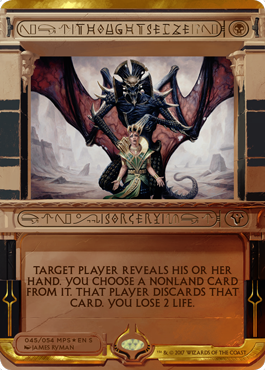 THOUGHTSEIZE
SORCERY
TARGET PLAYER REVEALS HIS OR HER
HAND. YOU CHOOSE A NONLAND CARD
FROM IT. THAT PLAYER DISCARDS THAT
CARD. YOU LOSE 2 LIFE.
045/054 MPS • EN S
JAMES RYMAN
™ & © 2017 WIZARDS OF THE COAST